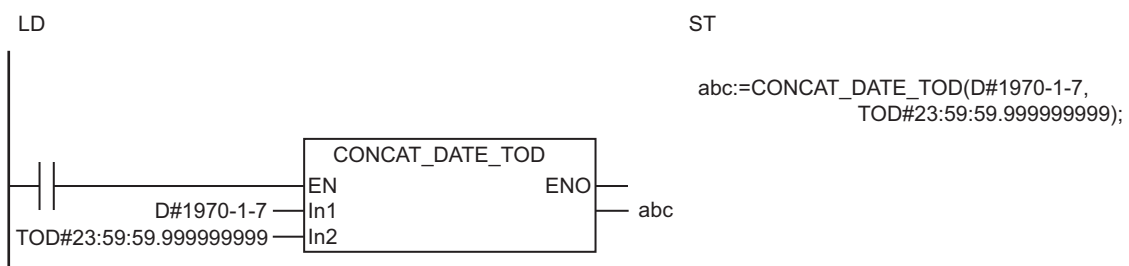 LD
ST
abc:=CONCAT_DATE_TOD(D#1970-1-7,
TOD#23:59:59.999999999);
CONCAT_DATE_TOD
EN ENO
D#1970-1-7 In1 abc
TOD#23:59:59.999999999 In2